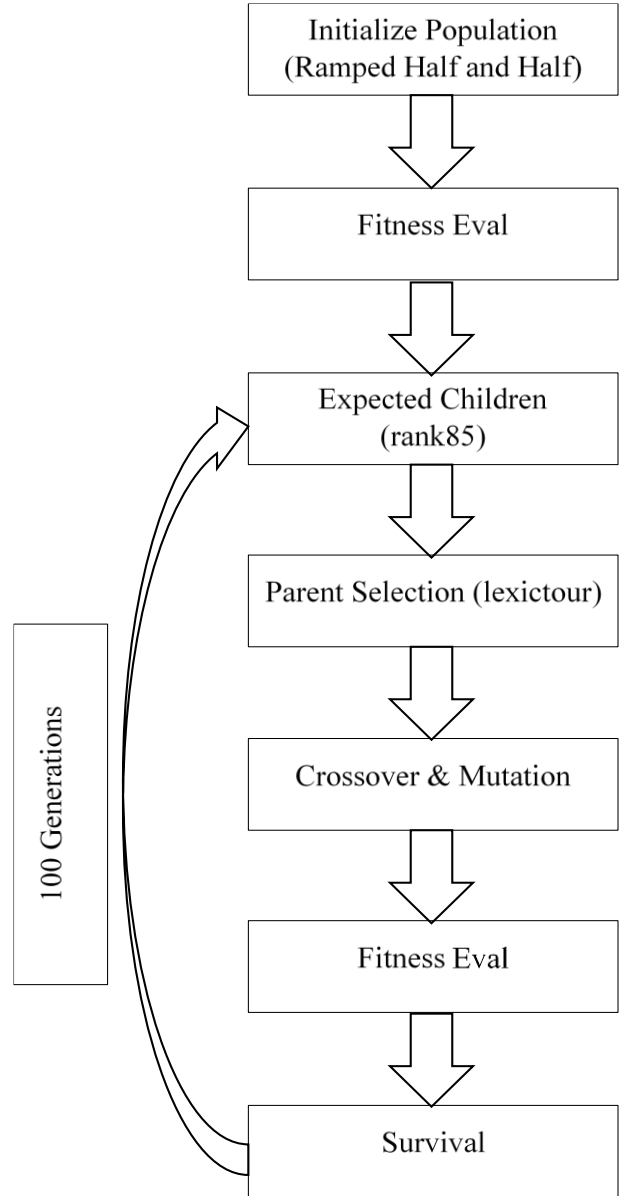 Initialize Population
(Ramped Half and Half)
Fitness Eval
Expected Children
(rank85)
Parent Selection (lexictour)
100 Generations
Crossover & Mutation
Fitness Eval
Survival